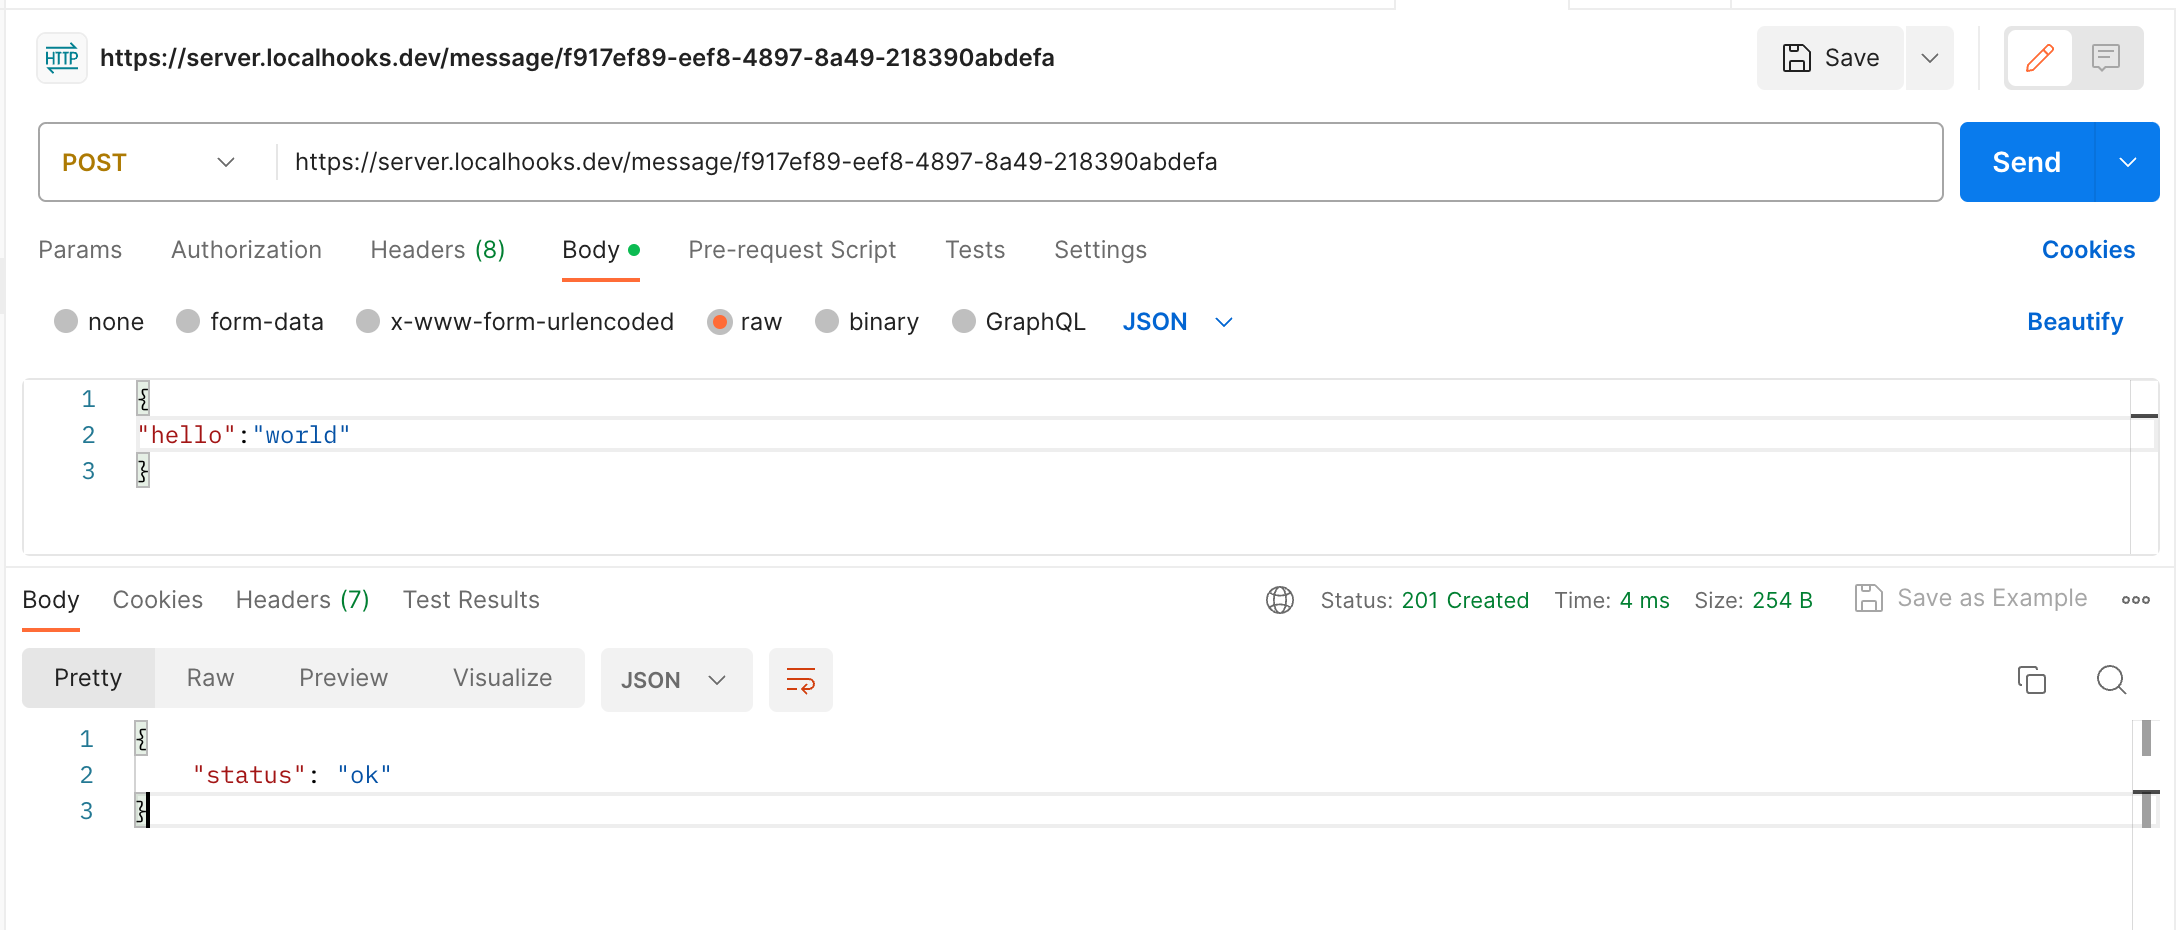 HTTP https://server.localhooks.dev/message/f917ef89-eef8-4897-8a49-218390abdefa Save
POST https://server.localhooks.dev/message/f917ef89-eef8-4897-8a49-218390abdefa Send
Params Authorization Headers (8) Body Pre-request Script Tests Settings Cookies
none form-data x-www-form-urlencoded raw binary GraphQL JSON Beautify
1 {
2 "hello":"world"
3 }
Body Cookies Headers (7) Test Results Status: 201 Created Time: 4 ms Size: 254 B Save as Example
Pretty Raw Preview Visualize JSON
1 {
2 "status": "ok"
3 }